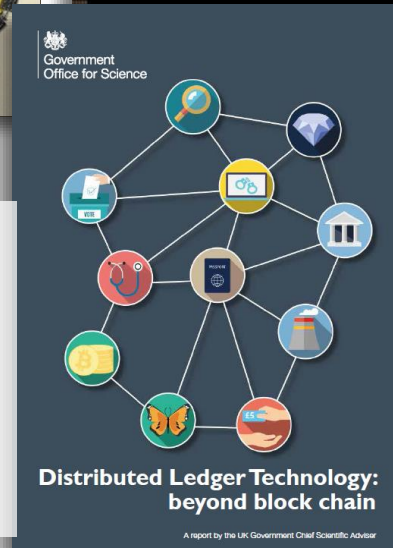 Government
Office for Science
VOTE
PASSPORT
£5
Distributed Ledger Technology:
beyond block chain
A report by the UK Government Chief Scientific Adviser